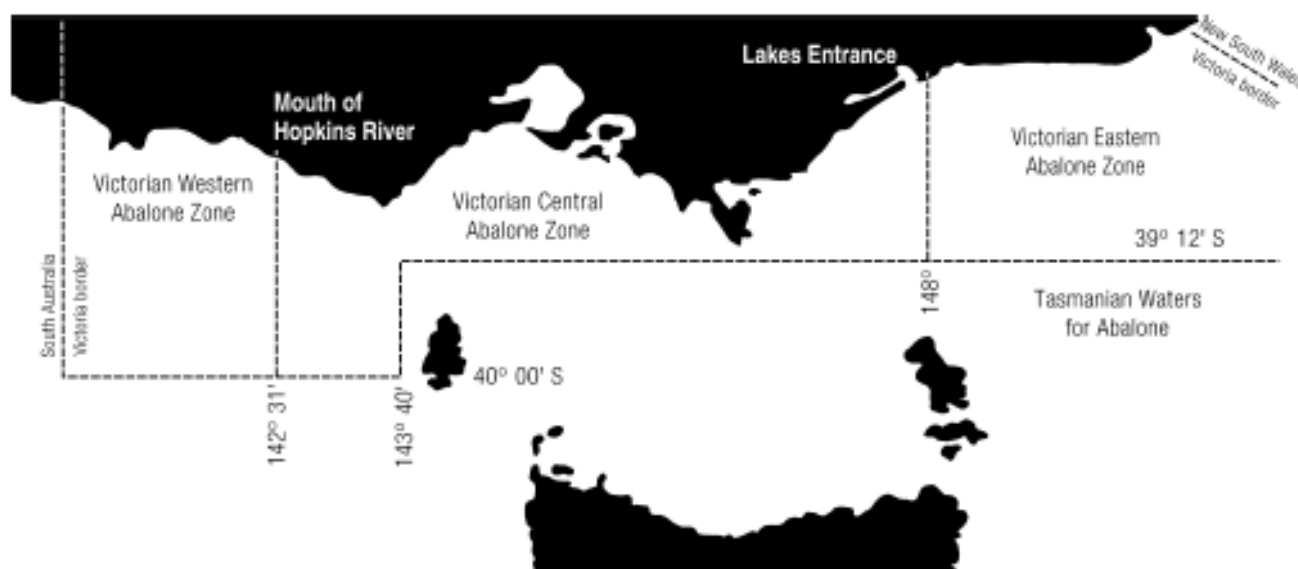 New South Wales
Victoria border
Lakes Entrance
Mouth of
Hopkins River
Victorian Eastern
Abalone Zone
Victorian Western
Abalone Zone
Victorian Central
Abalone Zone
39° 12' S
South Australia
Victoria border
148°
Tasmanian Waters
for Abalone
40° 00' S
142° 31'
143° 40'